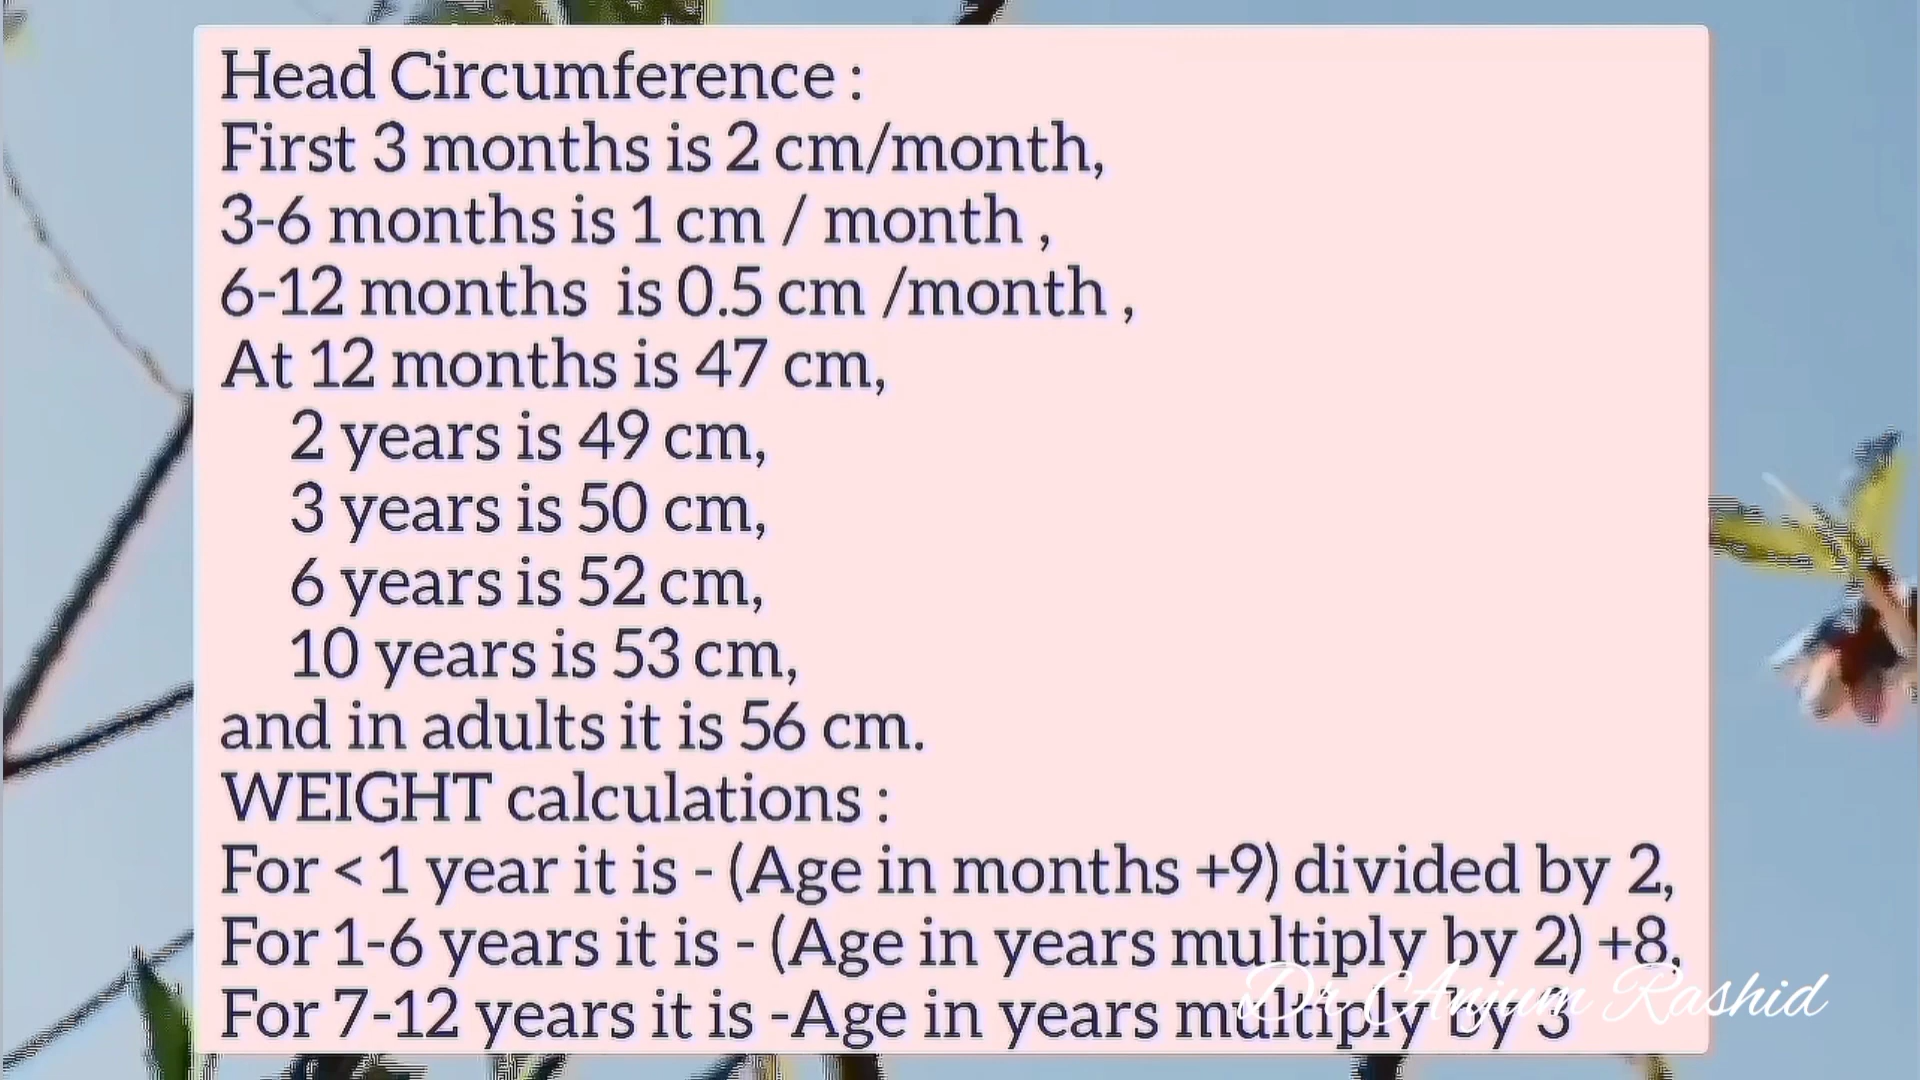 Head Circumference :
First 3 months is 2 cm/month,
3-6 months is 1 cm / month ,
6-12 months  is 0.5 cm /month ,
At 12 months is 47 cm,
2 years is 49 cm,
3 years is 50 cm,
6 years is 52 cm,
10 years is 53 cm,
and in adults it is 56 cm.
WEIGHT calculations :
For < 1 year it is - (Age in months +9) divided by 2,
For 1-6 years it is - (Age in years multiply by 2) +8,
For 7-12 years it is -Age in years multiply by 3
Dr Anjum Rashid